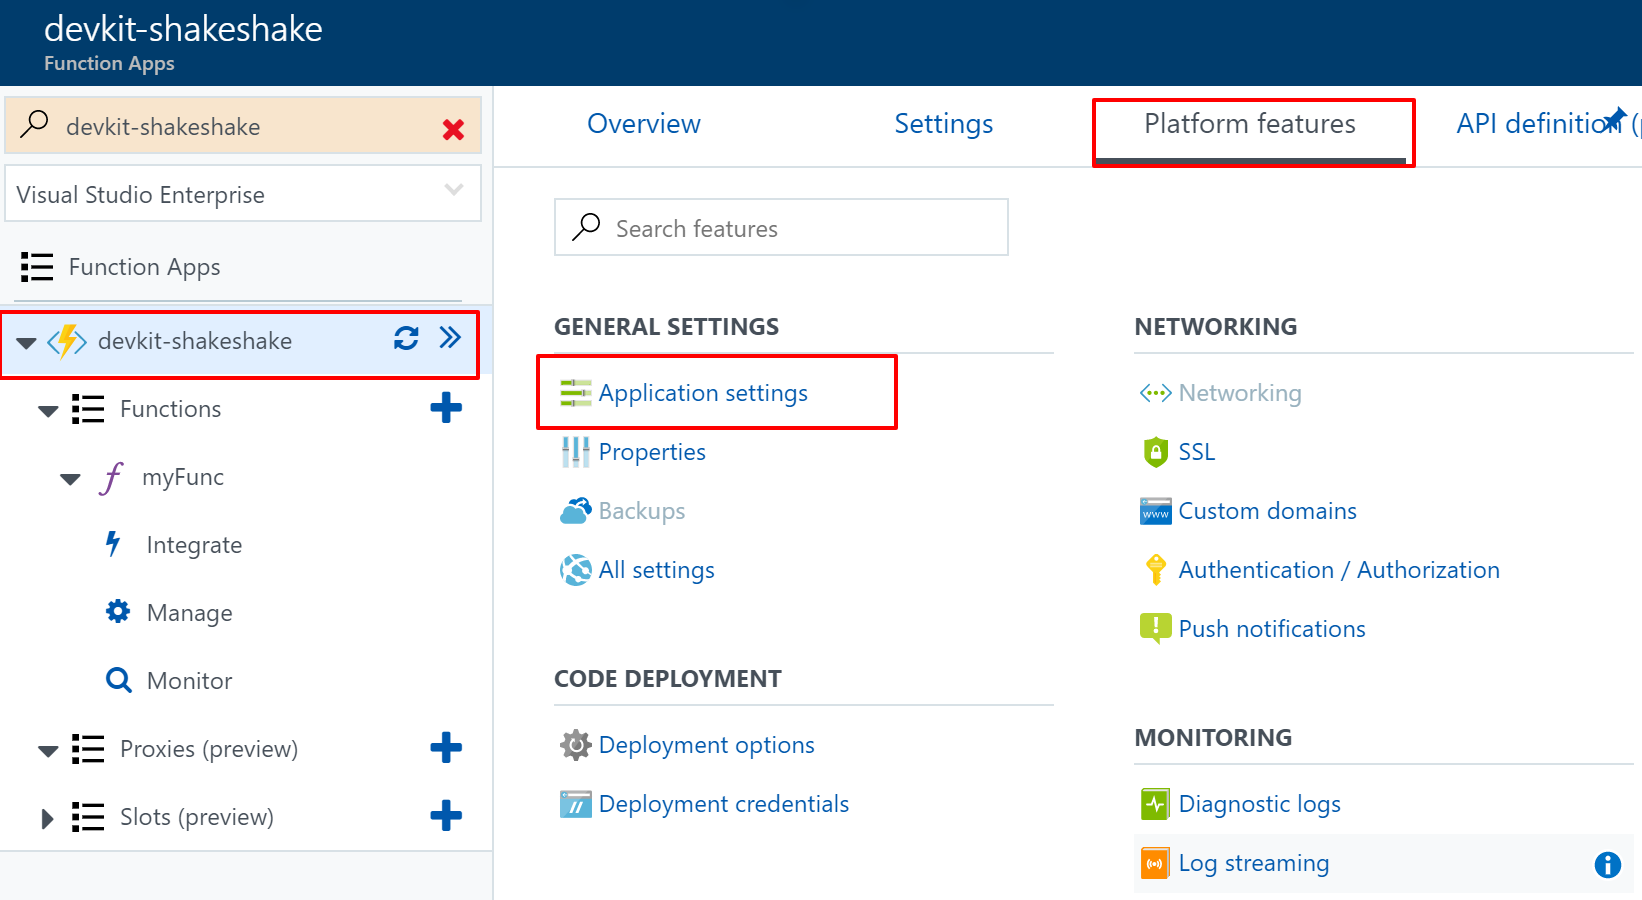 devkit-shakeshake
Function Apps
devkit-shakeshake
Visual Studio Enterprise
Function Apps
devkit-shakeshake
Functions
myFunc
Integrate
Manage
Monitor
Proxies (preview)
Slots (preview)
Overview
Settings
Platform features
API definition (
Search features
GENERAL SETTINGS
Application settings
Properties
Backups
All settings
CODE DEPLOYMENT
Deployment options
Deployment credentials
NETWORKING
Networking
SSL
www
Custom domains
Authentication / Authorization
Push notifications
MONITORING
Diagnostic logs
Log streaming